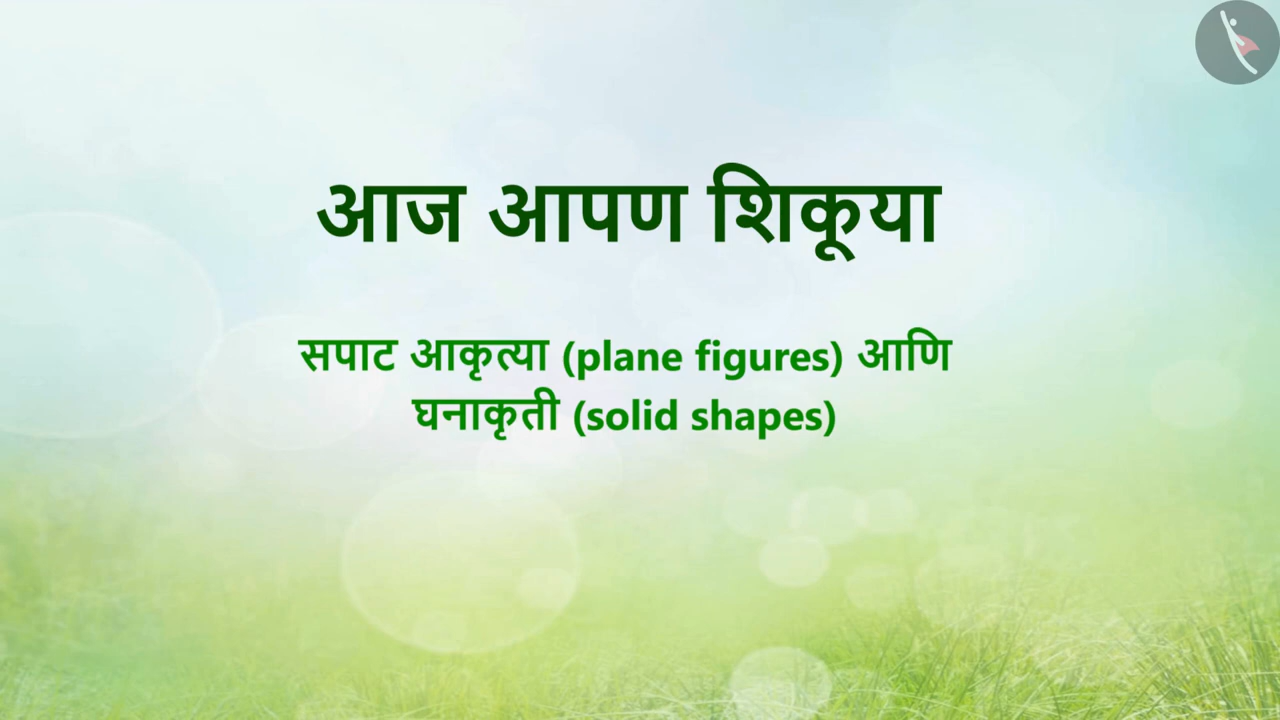 आज आपण शिकूया
सपाट आकृत्या (plane figures) आणि
घनाकृती (solid shapes)